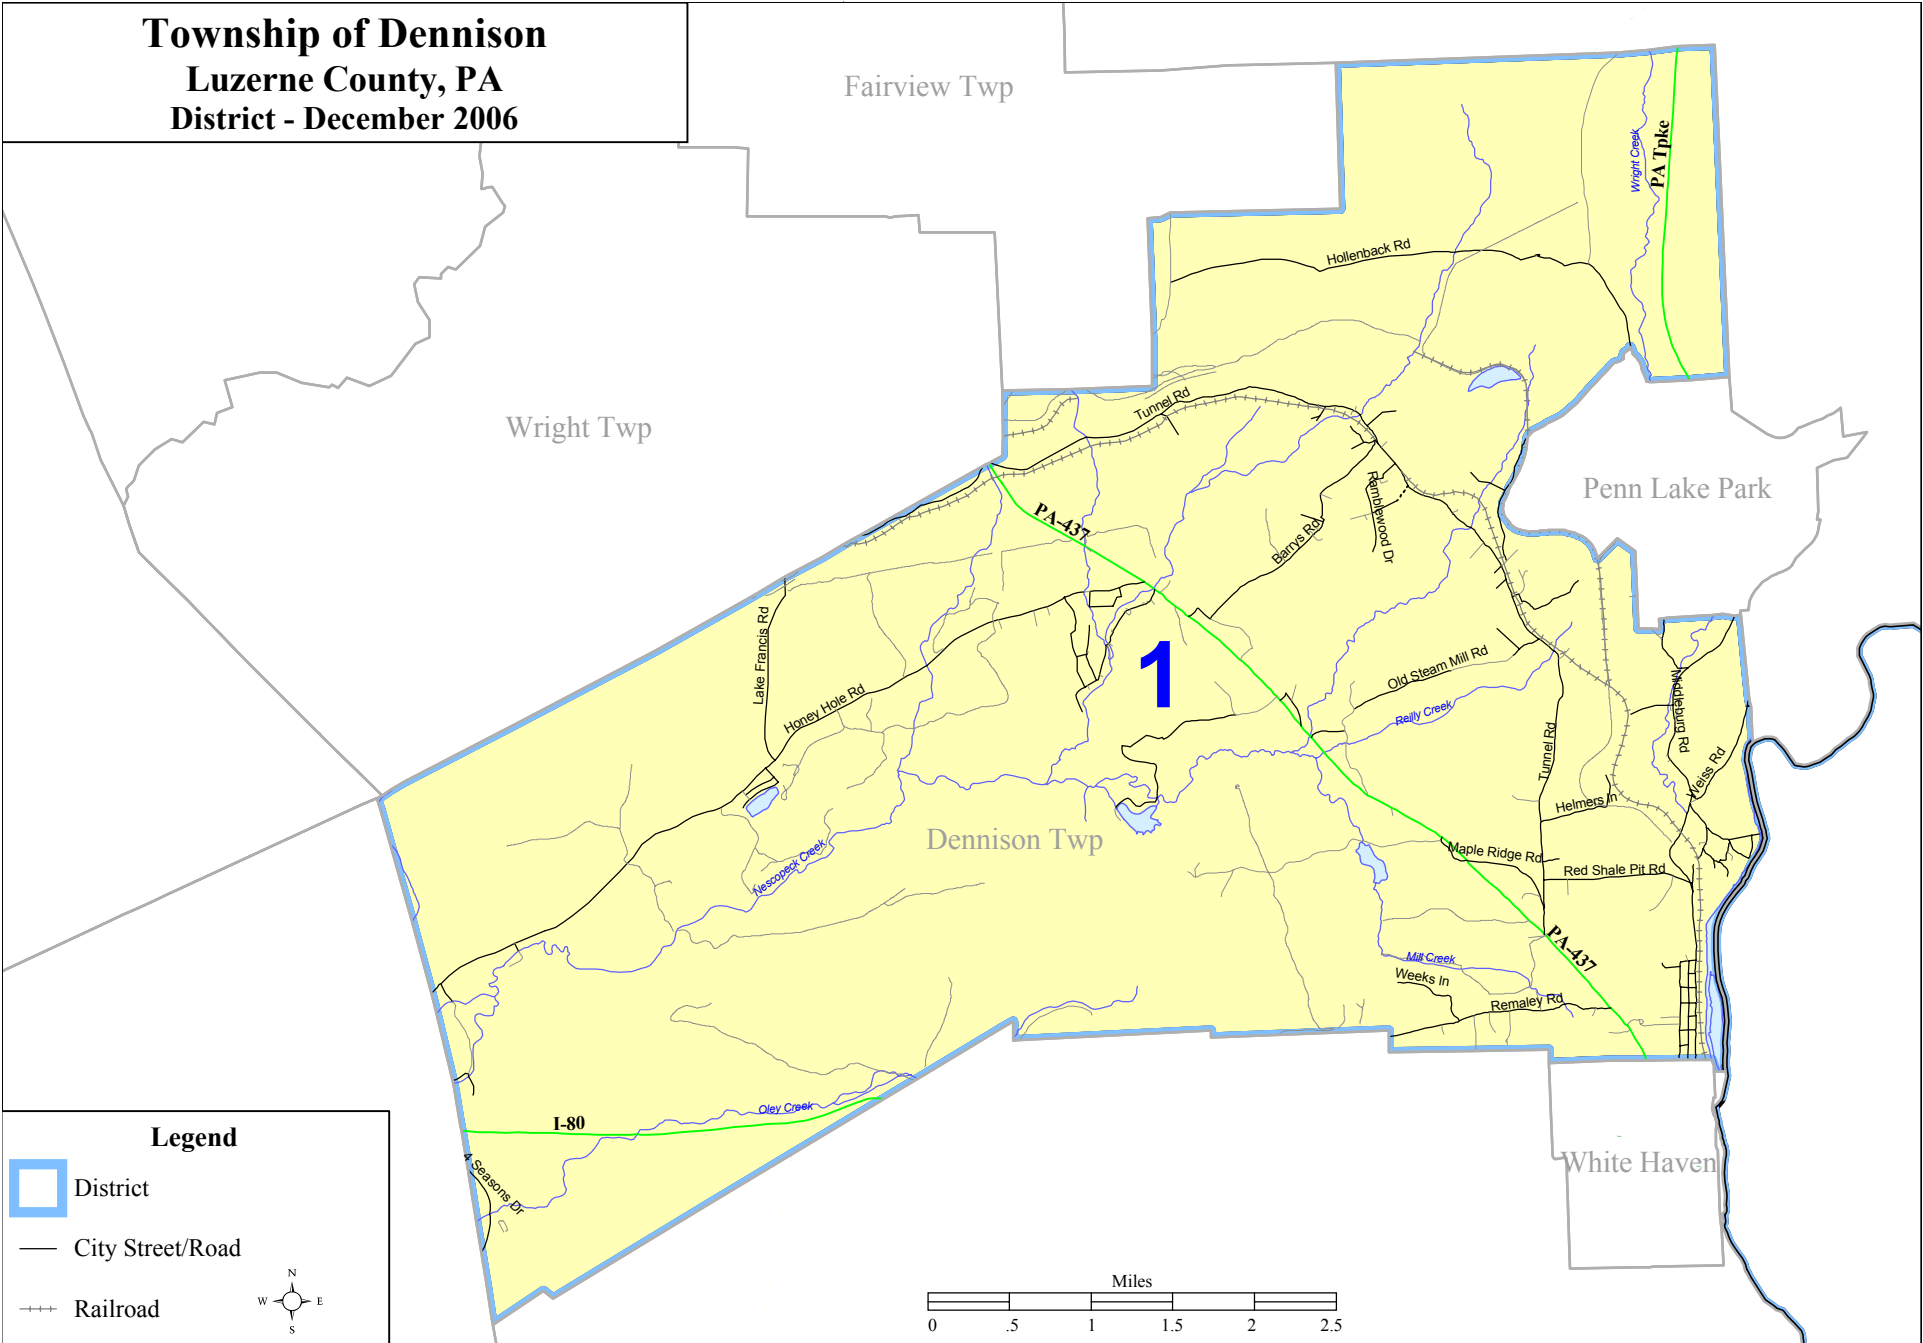 Township of Dennison
Luzerne County, PA
District - December 2006
Fairview Twp
Wright Creek
PA Tpke
Hollenback Rd
Tunnel Rd
Wright Twp
Penn Lake Park
PA-437
Ramblewood Dr
Barrys Rd
Lake Francis Rd
Honey Hole Rd
1
Old Steam Mill Rd
Reilly Creek
Middleburg Rd
Tunnel Rd
Weiss Rd
Helmers ln
Dennison Twp
Nescopeck Creek
Maple Ridge Rd
Red Shale Pit Rd
PA-437
Mill Creek
Weeks ln
Remaley Rd
Oley Creek
I-80
4 Seasons Dr
White Haven
Legend
District
City Street/Road
Railroad
N
W E
S
Miles
0 .5 1 1.5 2 2.5